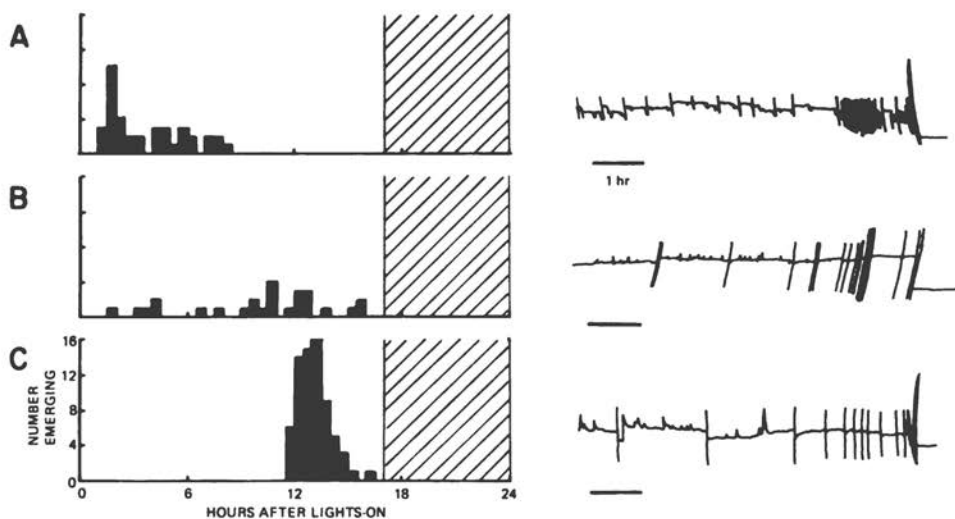 A
1 hr
B
C
NUMBER
EMERGING
16
12
8
4
0
0
6
12
18
24
HOURS AFTER LIGHTS-ON